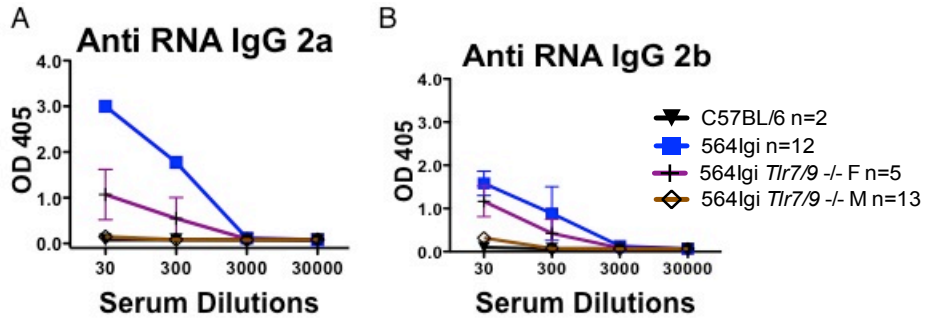 A
Anti RNA IgG 2a
4.0
3.0
2.0
1.0
0.0
OD 405
30 300 3000 30000
Serum Dilutions
B
Anti RNA IgG 2b
4.0
3.0
2.0
1.0
0.0
OD 405
30 300 3000 30000
Serum Dilutions
C57BL/6 n=2
564Igi n=12
564Igi Tlr7/9 -/- F n=5
564Igi Tlr7/9 -/- M n=13